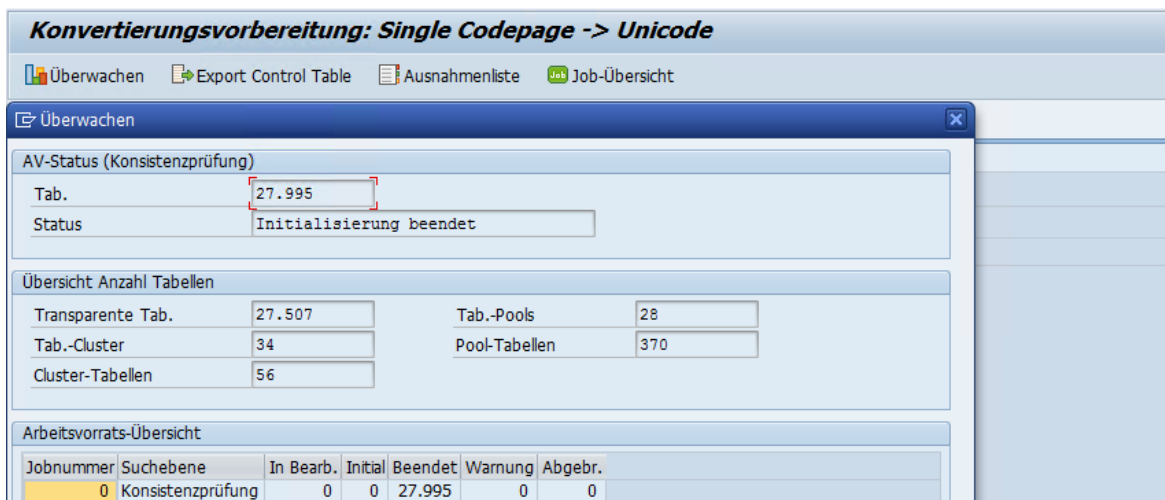 Konvertierungsvorbereitung: Single Codepage -> Unicode
Überwachen Export Control Table Ausnahmenliste Job Job-Übersicht
Überwachen
AV-Status (Konsistenzprüfung)
Tab. 27.995
Status Initialisierung beendet
Übersicht Anzahl Tabellen
Transparente Tab. 27.507 Tab.-Pools 28
Tab.-Cluster 34 Pool-Tabellen 370
Cluster-Tabellen 56
Arbeitsvorrats-Übersicht
Jobnummer Suchebene In Bearb. Initial Beendet Warnung Abgebr.
0 Konsistenzprüfung 0 0 27.995 0 0